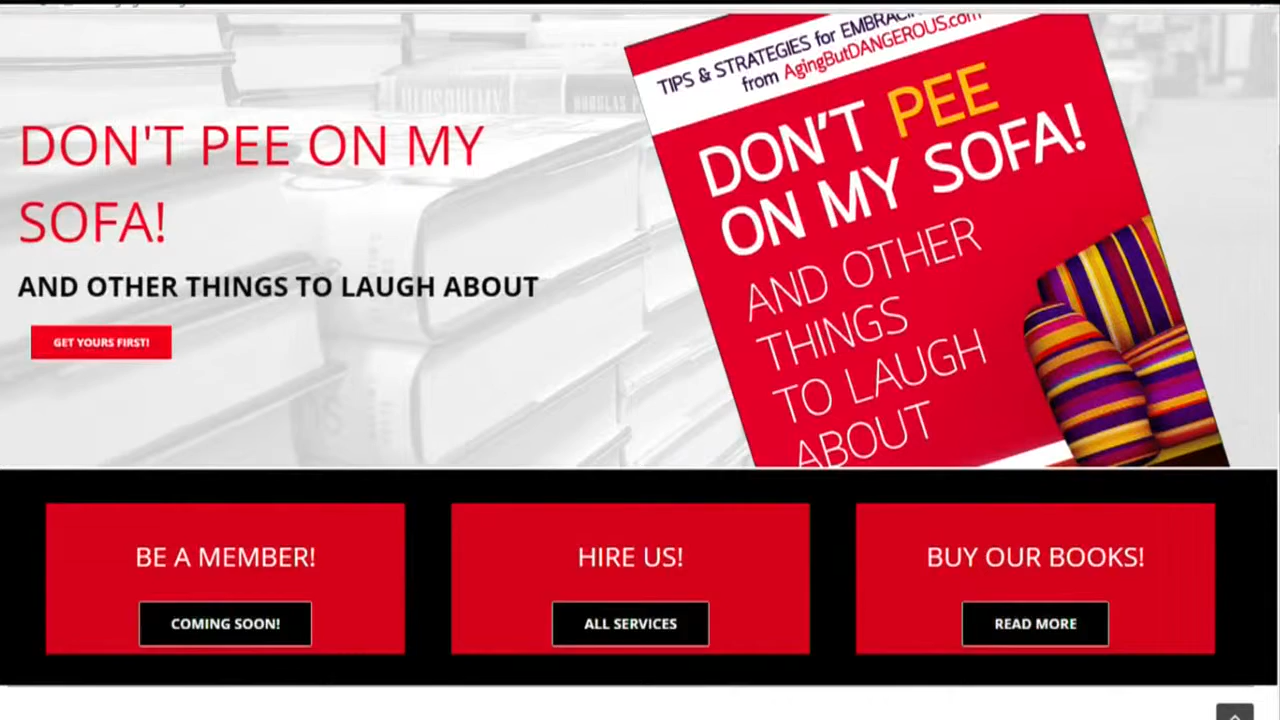 DON'T PEE ON MY
SOFA!
AND OTHER THINGS TO LAUGH ABOUT
GET YOURS FIRST!
TIPS & STRATEGIES for
from AgingButDANGEROUS.com
DON'T PEE
ON MY SOFA!
AND OTHER
THINGS
TO LAUGH
ABOUT
BE A MEMBER!
HIRE US!
BUY OUR BOOKS!
COMING SOON!
ALL SERVICES
READ MORE